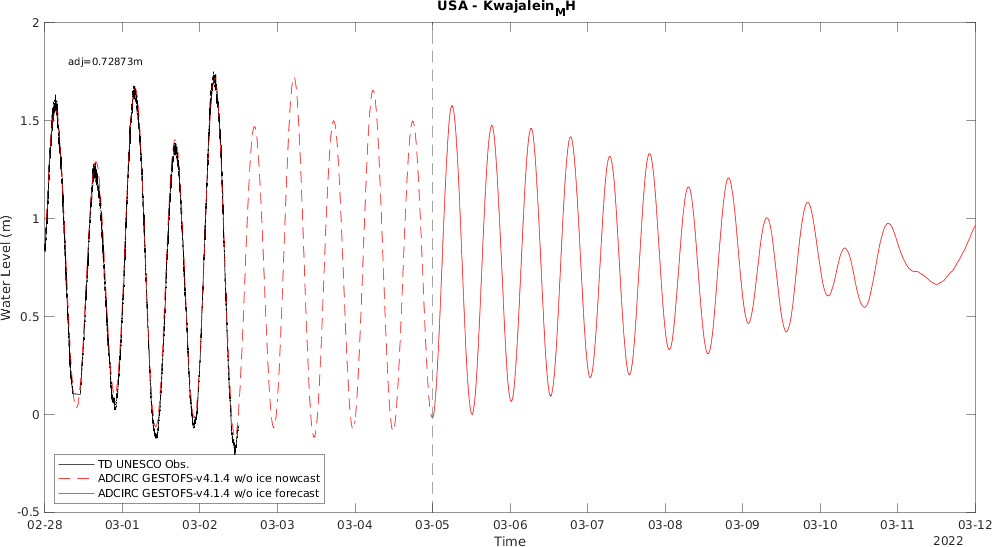 USA - Kwajalein_MH
adj=0.72873m
2
1.5
1
0.5
0
-0.5
Water Level (m)
TD UNESCO Obs.
ADCIRC GESTOFS-v4.1.4 w/o ice nowcast
ADCIRC GESTOFS-v4.1.4 w/o ice forecast
02-28 03-01 03-02 03-03 03-04 03-05 03-06 03-07 03-08 03-09 03-10 03-11 03-12
Time
2022